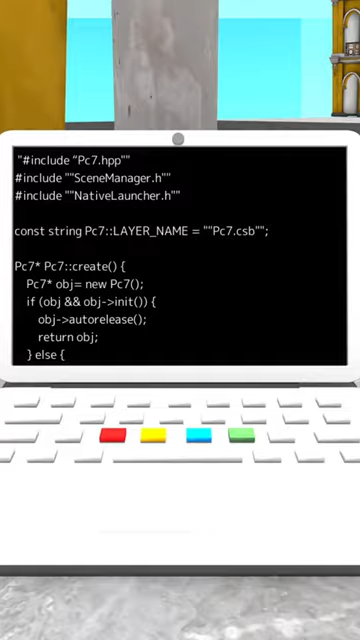 "#include “Pc7.hpp""
#include ""SceneManager.h""
#include ""NativeLauncher.h""
const string Pc7::LAYER_NAME = ""Pc7.csb"";
Pc7* Pc7::create() {
Pc7* obj= new Pc7();
if (obj && obj->init()) {
obj->autorelease();
return obj;
} else {